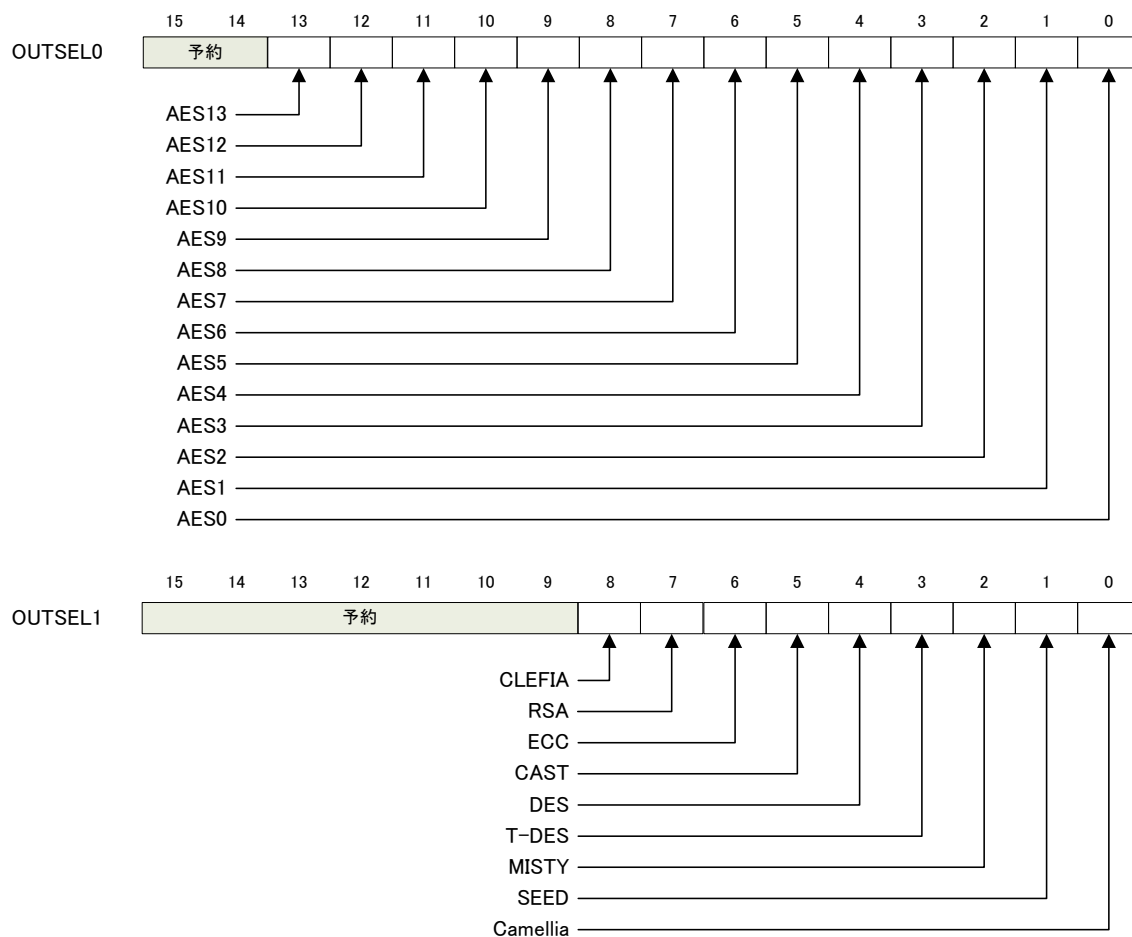 15 14 13 12 11 10 9 8 7 6 5 4 3 2 1 0
OUTSEL0 予約
AES13
AES12
AES11
AES10
AES9
AES8
AES7
AES6
AES5
AES4
AES3
AES2
AES1
AES0
15 14 13 12 11 10 9 8 7 6 5 4 3 2 1 0
OUTSEL1 予約
CLEFIA
RSA
ECC
CAST
DES
T-DES
MISTY
SEED
Camellia